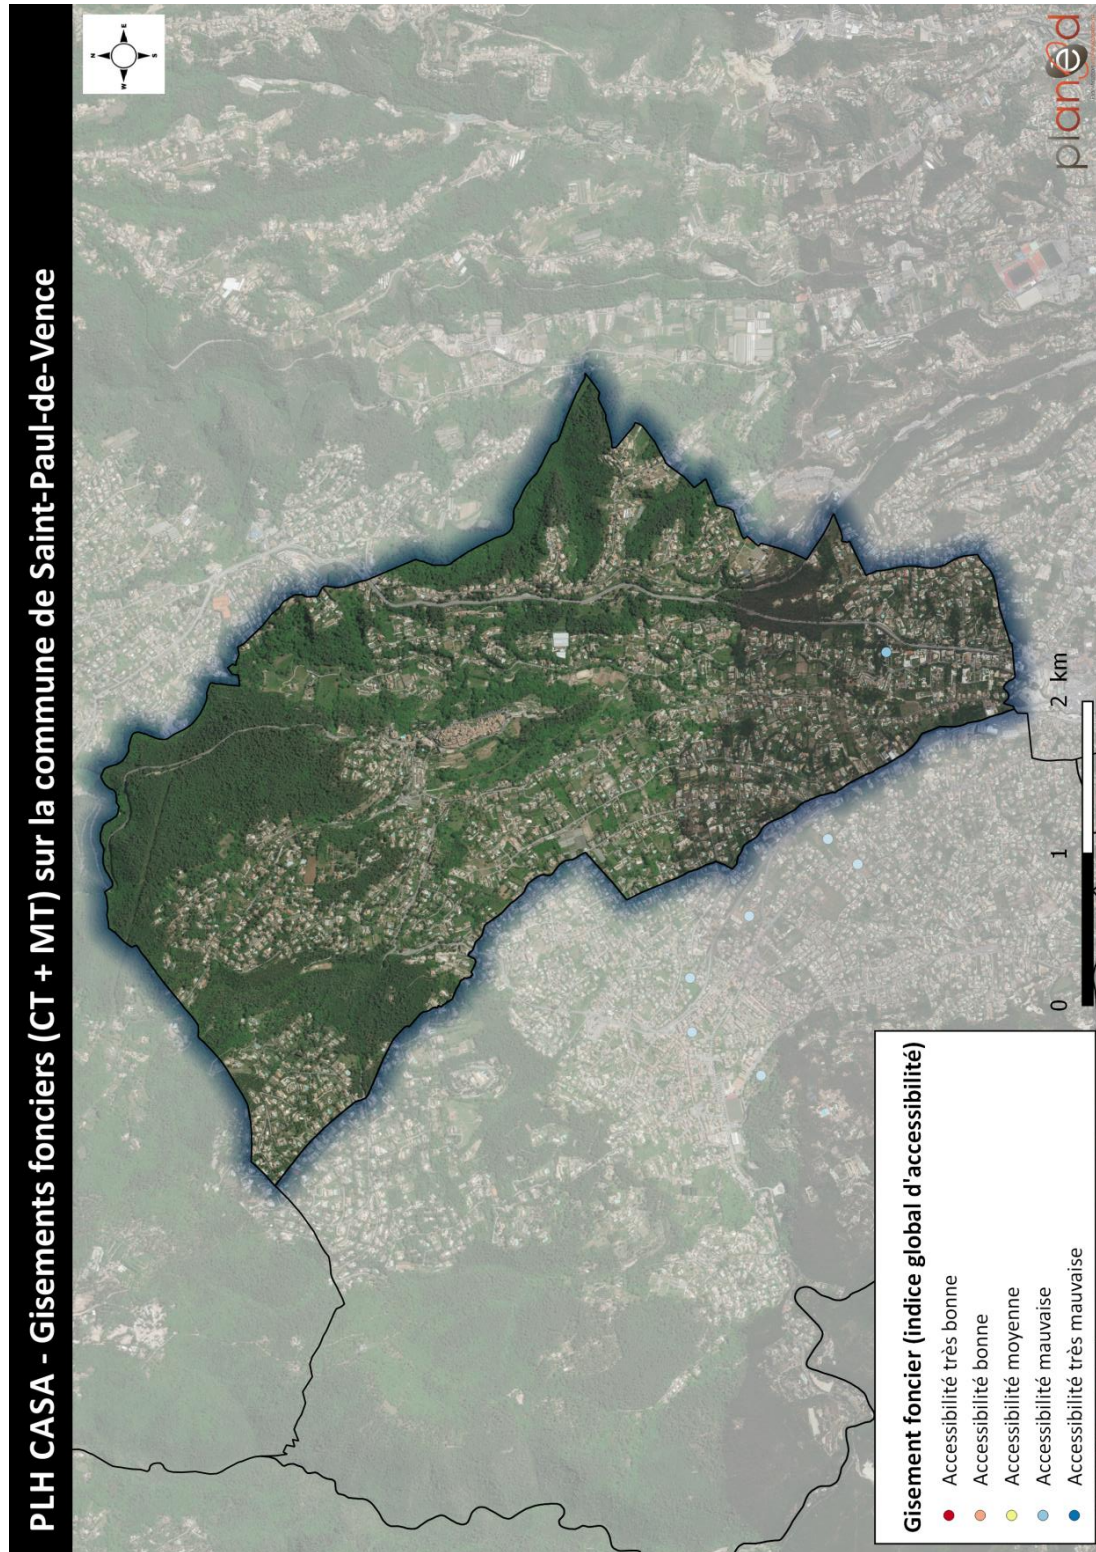 PLH CASA - Gisements fonciers (CT + MT) sur la commune de Saint-Paul-de-Vence
N
W
E
S
Gisement foncier (indice global d'accessibilité)
Accessibilité très bonne
Accessibilité bonne
Accessibilité moyenne
Accessibilité mauvaise
Accessibilité très mauvaise
0 1 2 km
planed